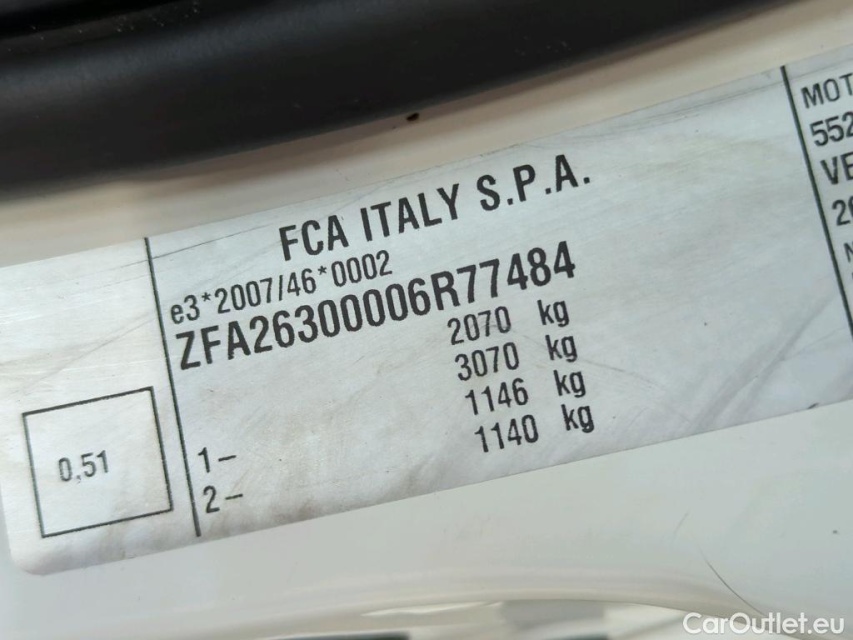 FCA ITALY S.P.A.
e3*2007/46*0002
ZFA26300006R77484
2070 kg
3070 kg
1- 1146 kg
2- 1140 kg
0,51
MOT
552
VE
CarOutlet.eu